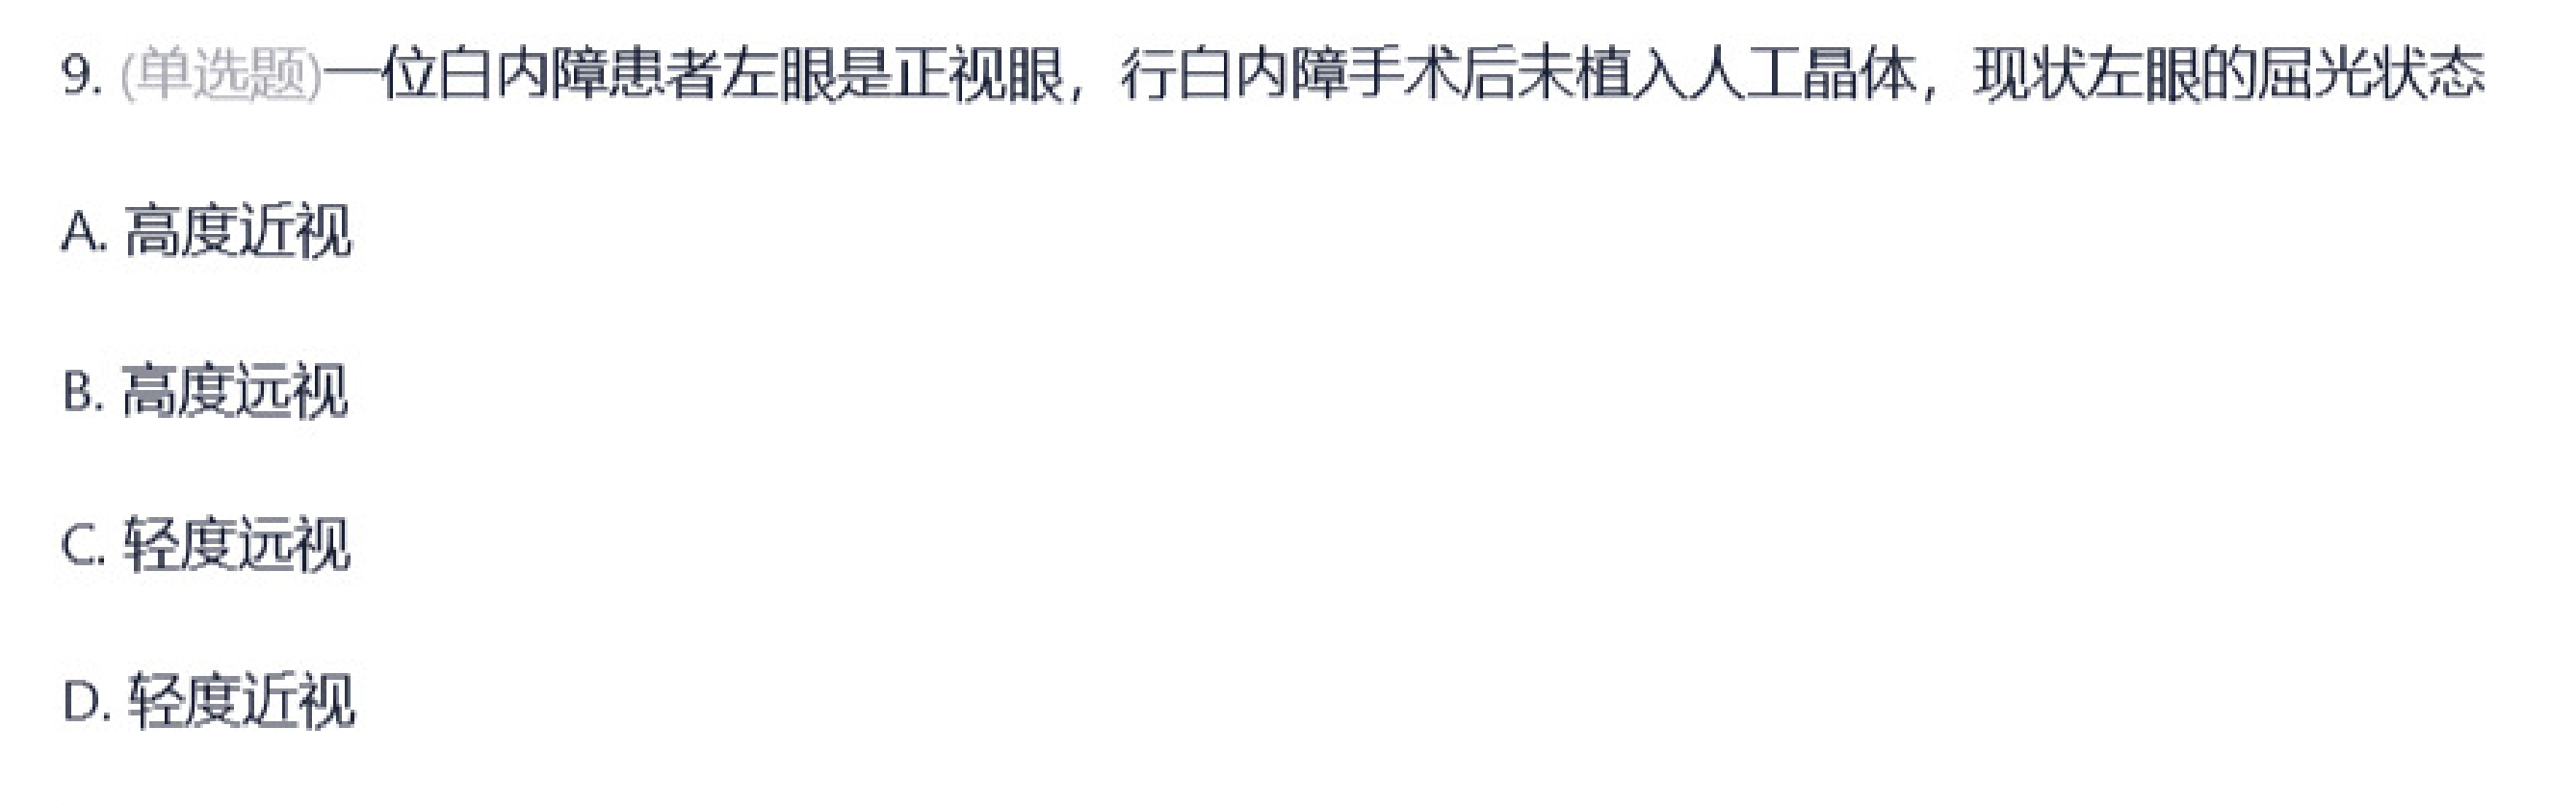 9. (单选题)一位白内障患者左眼是正视眼，行白内障手术后未植入人工晶体，现状左眼的屈光状态
A. 高度近视
B. 高度远视
C. 轻度远视
D. 轻度近视